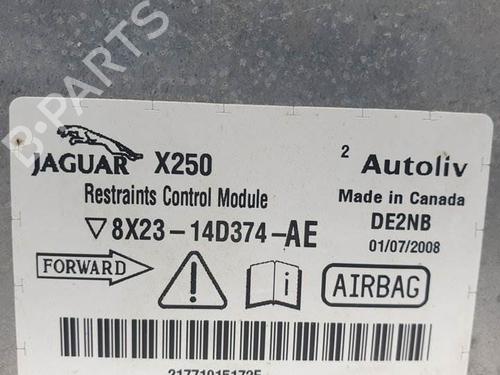 B-PARTS
JAGUAR X250
2 Autoliv
Restraints Control Module
Made in Canada
▽8X23-14D374-AE
DE2NB
01/07/2008
FORWARD
AIRBAG